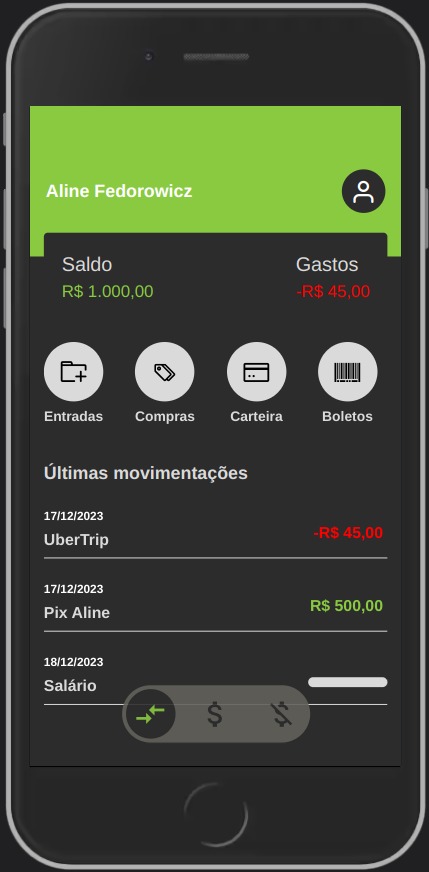 Aline Fedorowicz
Saldo
Gastos
R$ 1.000,00
-R$ 45,00
Entradas
Compras
Carteira
Boletos
Últimas movimentações
17/12/2023
UberTrip
-R$ 45,00
17/12/2023
Pix Aline
R$ 500,00
18/12/2023
Salário